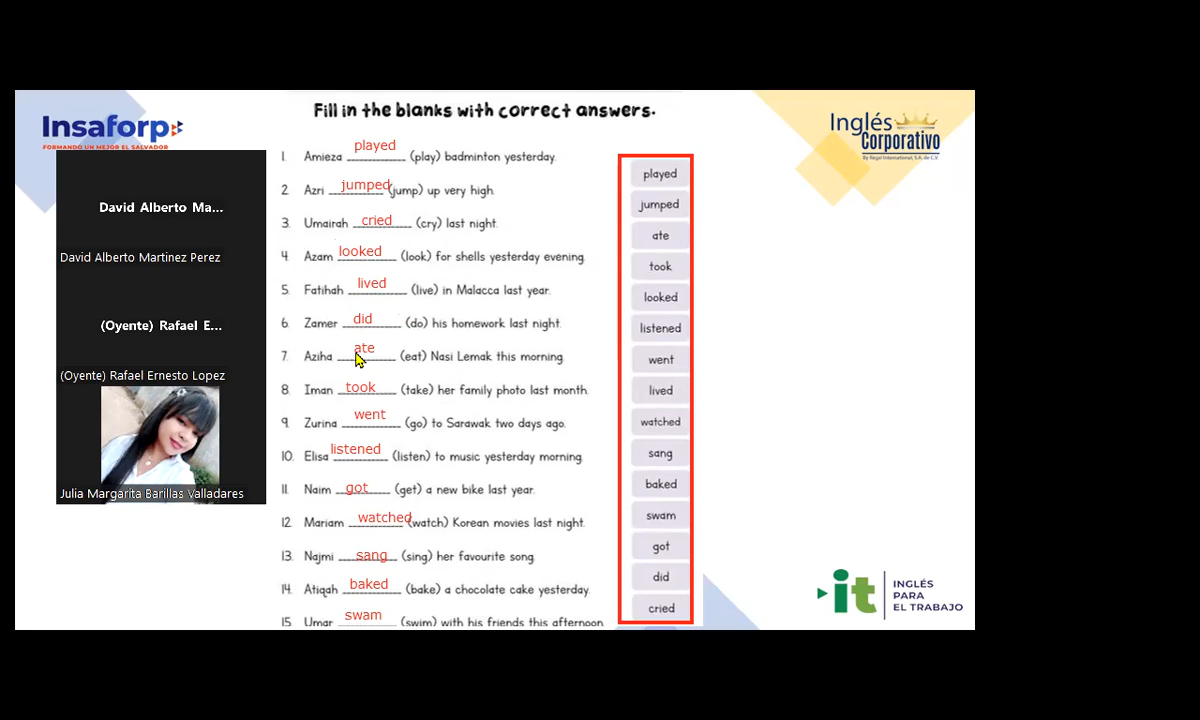 Fill in the blanks with correct answers.
Insaforp
FORMANDO UN MEJOR EL SALVADOR
Inglés
Corporativo
By Regal International, S.A. de C.V.
David Alberto Ma...
David Alberto Martinez Perez
(Oyente) Rafael E...
(Oyente) Rafael Ernesto Lopez
Julia Margarita Barillas Valladares
1. Amieza played (play) badminton yesterday.
2. Azri jumped (jump) up very high.
3. Umairah cried (cry) last night.
4. Azam looked (look) for shells yesterday evening.
5. Fatihah lived (live) in Malacca last year.
6. Zamer did (do) his homework last night.
7. Aziha ate (eat) Nasi Lemak this morning.
8. Iman took (take) her family photo last month.
9. Zurina went (go) to Sarawak two days ago.
10. Elisa listened (listen) to music yesterday morning.
11. Naim got (get) a new bike last year.
12. Mariam watched (watch) Korean movies last night.
13. Najmi sang (sing) her favourite song.
14. Atiqah baked (bake) a chocolate cake yesterday.
15. Umar swam (swim) with his friends this afternoon.
played
jumped
ate
took
looked
listened
went
lived
watched
sang
baked
swam
got
did
cried
it
INGLÉS
PARA
EL TRABAJO